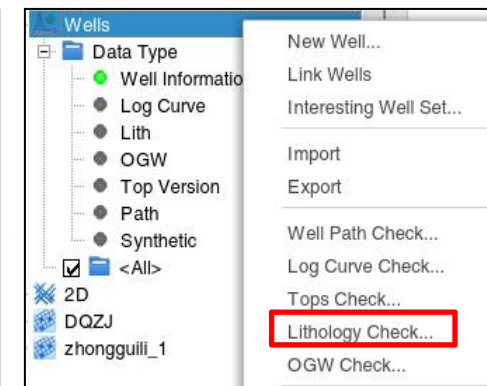 Wells
Data Type
Well Informatio
Log Curve
Lith
OGW
Top Version
Path
Synthetic
<All>
2D
DQZJ
zhongguili_1
New Well...
Link Wells
Interesting Well Set...
Import
Export
Well Path Check...
Log Curve Check...
Tops Check...
Lithology Check...
OGW Check...